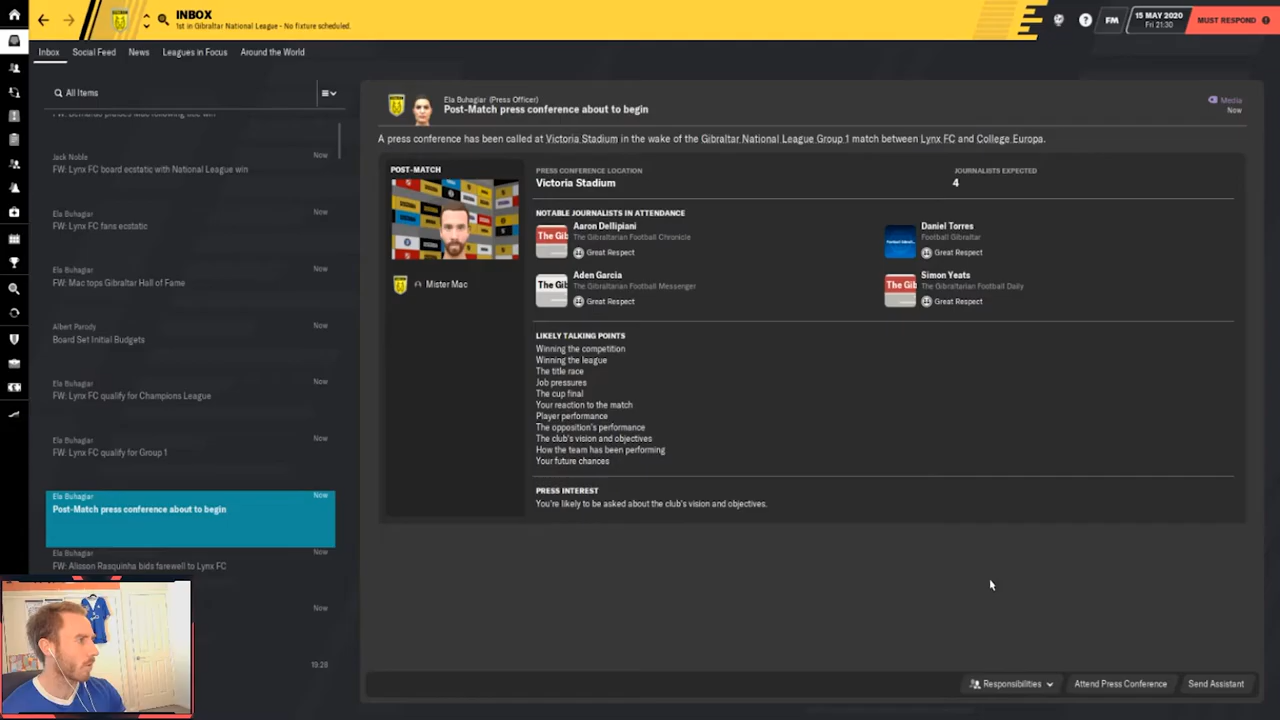 INBOX
1st in Gibraltar National League - No fixture scheduled.
FM
15 MAY 2020
Fri 21:30
MUST RESPOND
Inbox
Social Feed
News
Leagues in Focus
Around the World
All Items
Jack Noble
Now
FW: Lynx FC board ecstatic with National League win
Ela Buhagiar
Now
FW: Lynx FC fans ecstatic
Ela Buhagiar
Now
FW: Mac tops Gibraltar Hall of Fame
Albert Parody
Now
Board Set Initial Budgets
Ela Buhagiar
Now
FW: Lynx FC qualify for Champions League
Ela Buhagiar
Now
FW: Lynx FC qualify for Group 1
Ela Buhagiar
Now
Post-Match press conference about to begin
Ela Buhagiar
Now
FW: Alisson Rasquinha bids farewell to Lynx FC
Now
19:28
Ela Buhagiar (Press Officer)
Post-Match press conference about to begin
Media
Now
A press conference has been called at Victoria Stadium in the wake of the Gibraltar National League Group 1 match between Lynx FC and College Europa.
POST-MATCH
Mister Mac
PRESS CONFERENCE LOCATION
Victoria Stadium
JOURNALISTS EXPECTED
4
NOTABLE JOURNALISTS IN ATTENDANCE
The Gib
Aaron Dellipiani
The Gibraltarian Football Chronicle
Great Respect
Daniel Torres
Football Gibraltar
Great Respect
The Gib
Aden Garcia
The Gibraltarian Football Messenger
Great Respect
The Gib
Simon Yeats
The Gibraltarian Football Daily
Great Respect
LIKELY TALKING POINTS
Winning the competition
Winning the league
The title race
Job pressures
The cup final
Your reaction to the match
Player performance
The opposition's performance
The club's vision and objectives
How the team has been performing
Your future chances
PRESS INTEREST
You're likely to be asked about the club's vision and objectives.
Responsibilities
Attend Press Conference
Send Assistant